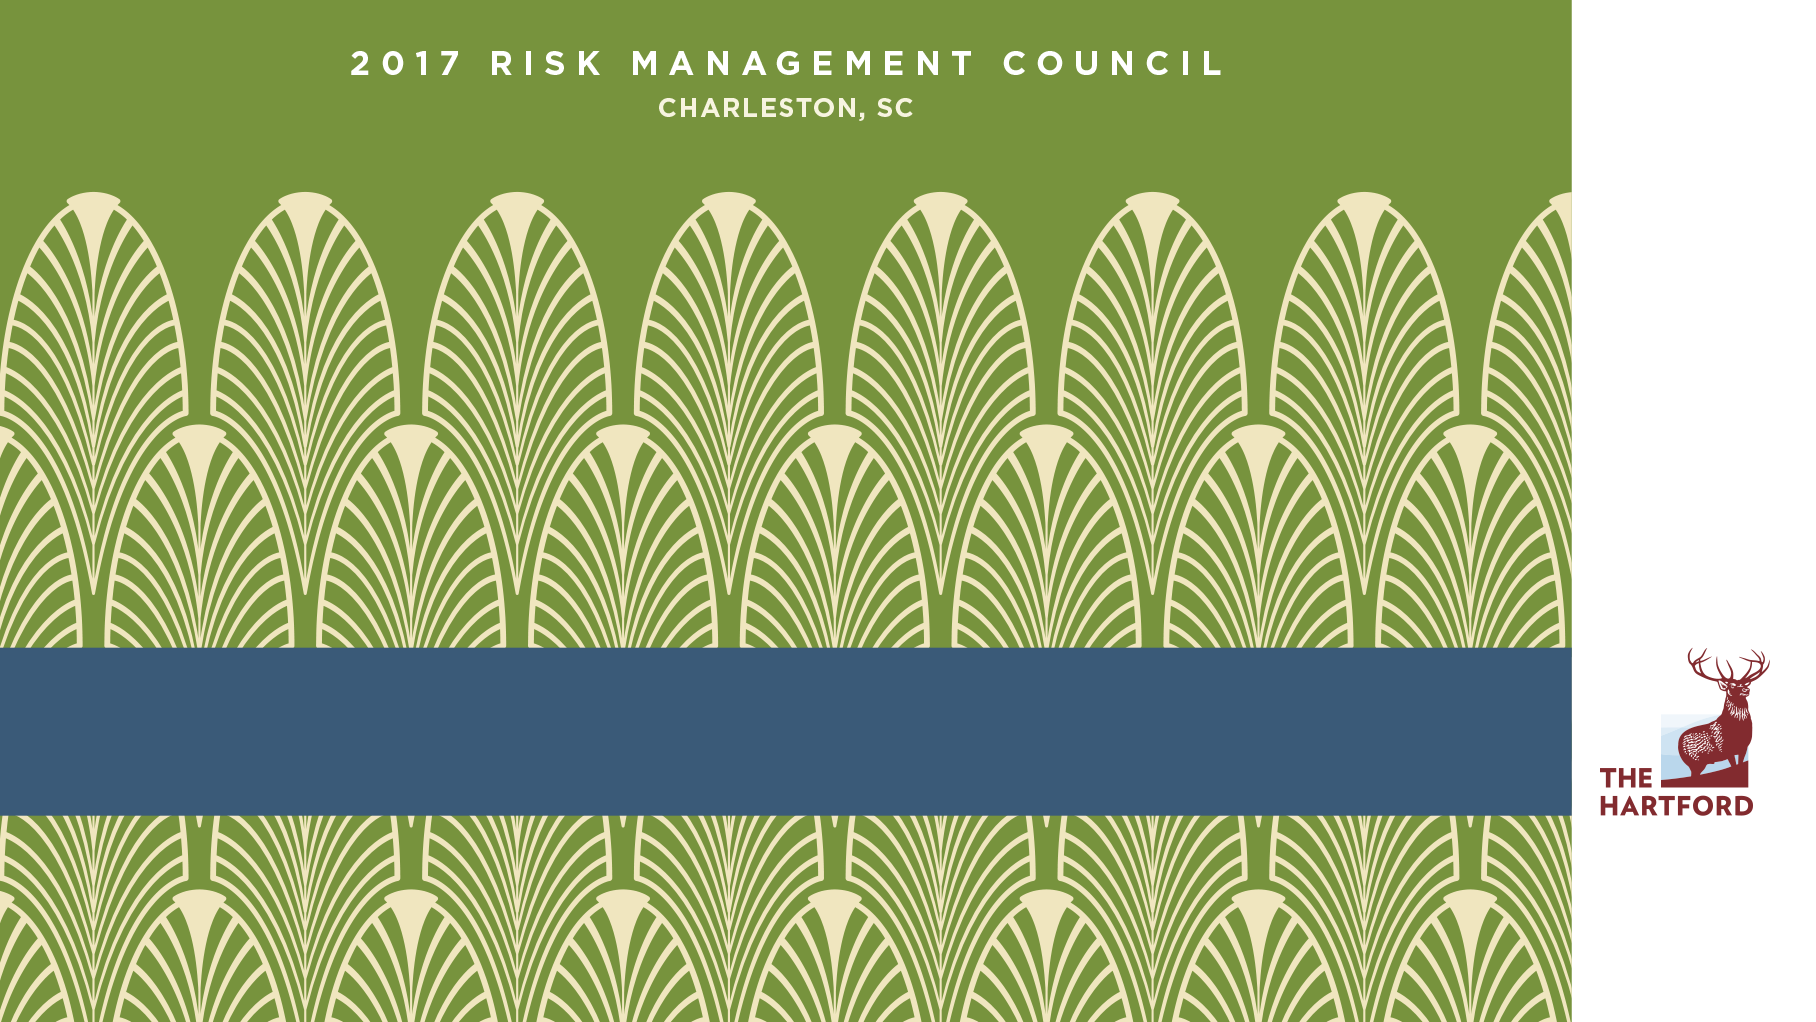 2017 RISK MANAGEMENT COUNCIL
CHARLESTON, SC
THE
HARTFORD